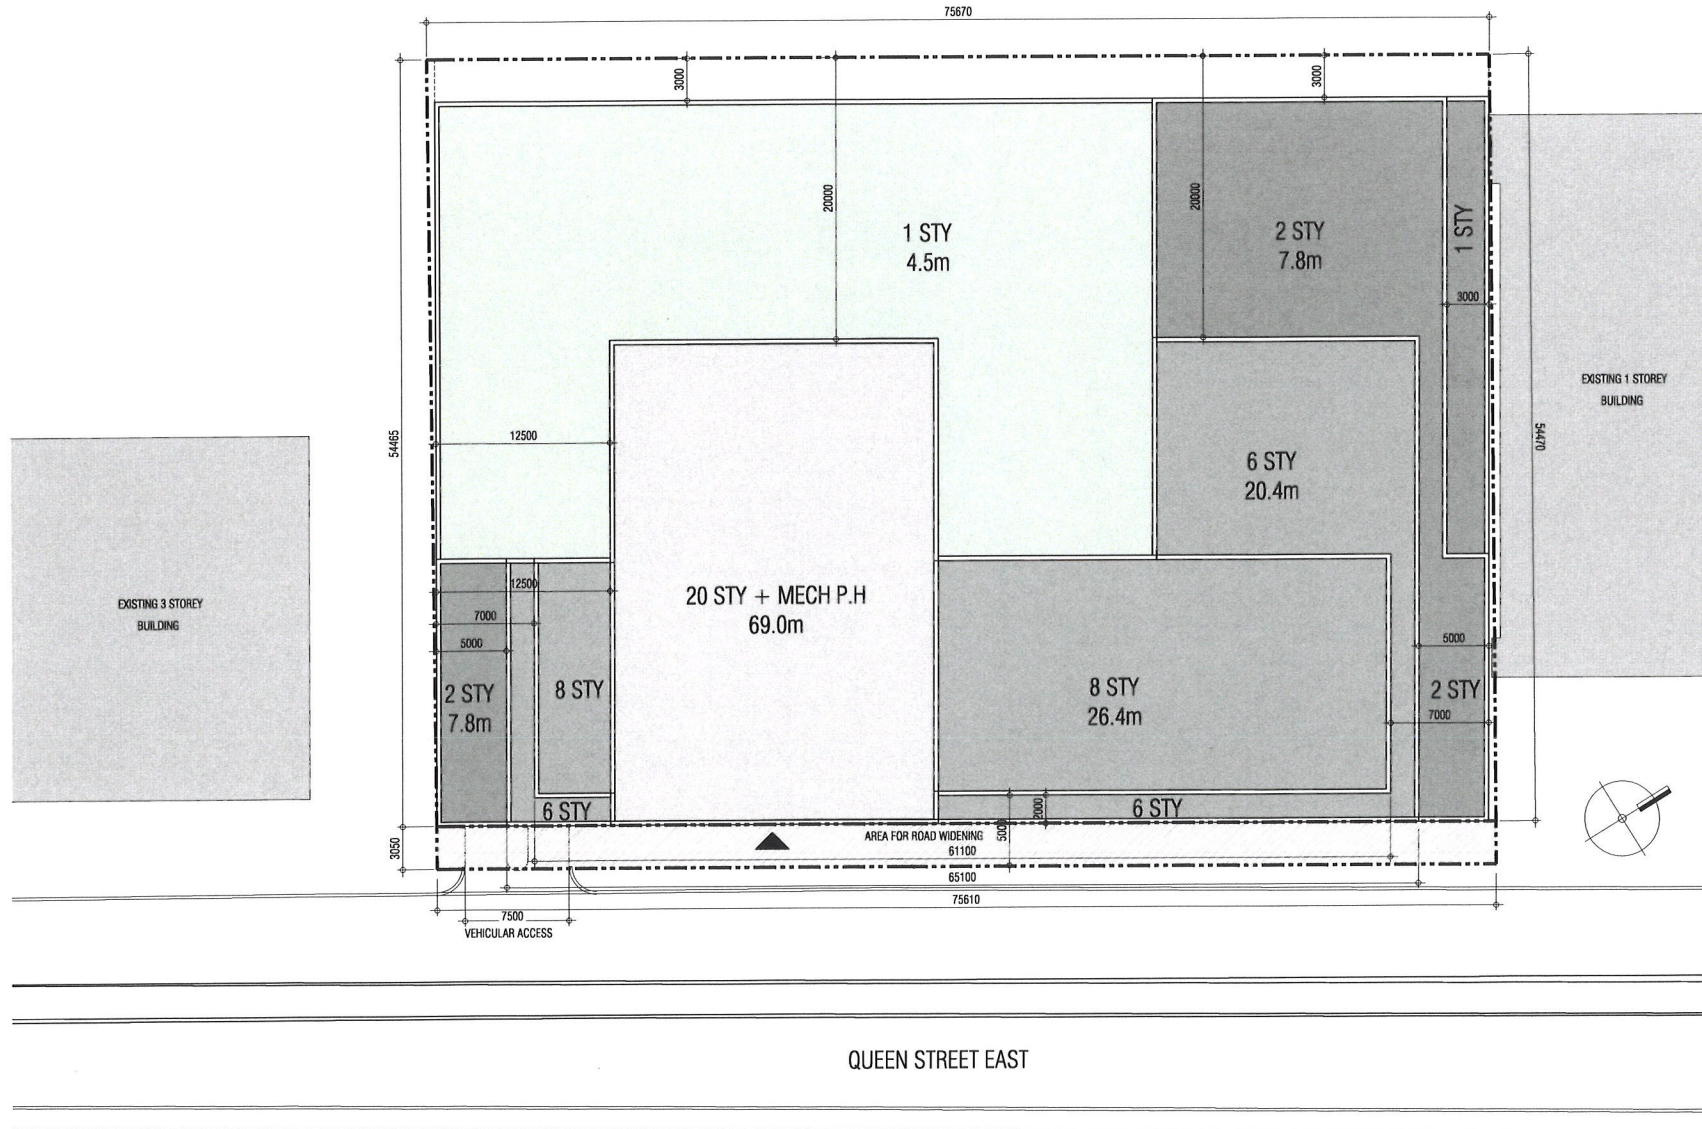 75670
3000
3000
20000
20000
1 STY
4.5m
2 STY
7.8m
1 STY
3000
EXISTING 1 STOREY
BUILDING
12500
54465
54470
6 STY
20.4m
EXISTING 3 STOREY
BUILDING
12500
7000
5000
20 STY + MECH P.H
69.0m
5000
2 STY
7.8m
8 STY
8 STY
26.4m
2 STY
7000
6 STY
2000
6 STY
3050
AREA FOR ROAD WIDENING
5000
61100
65100
75610
7500
VEHICULAR ACCESS
QUEEN STREET EAST